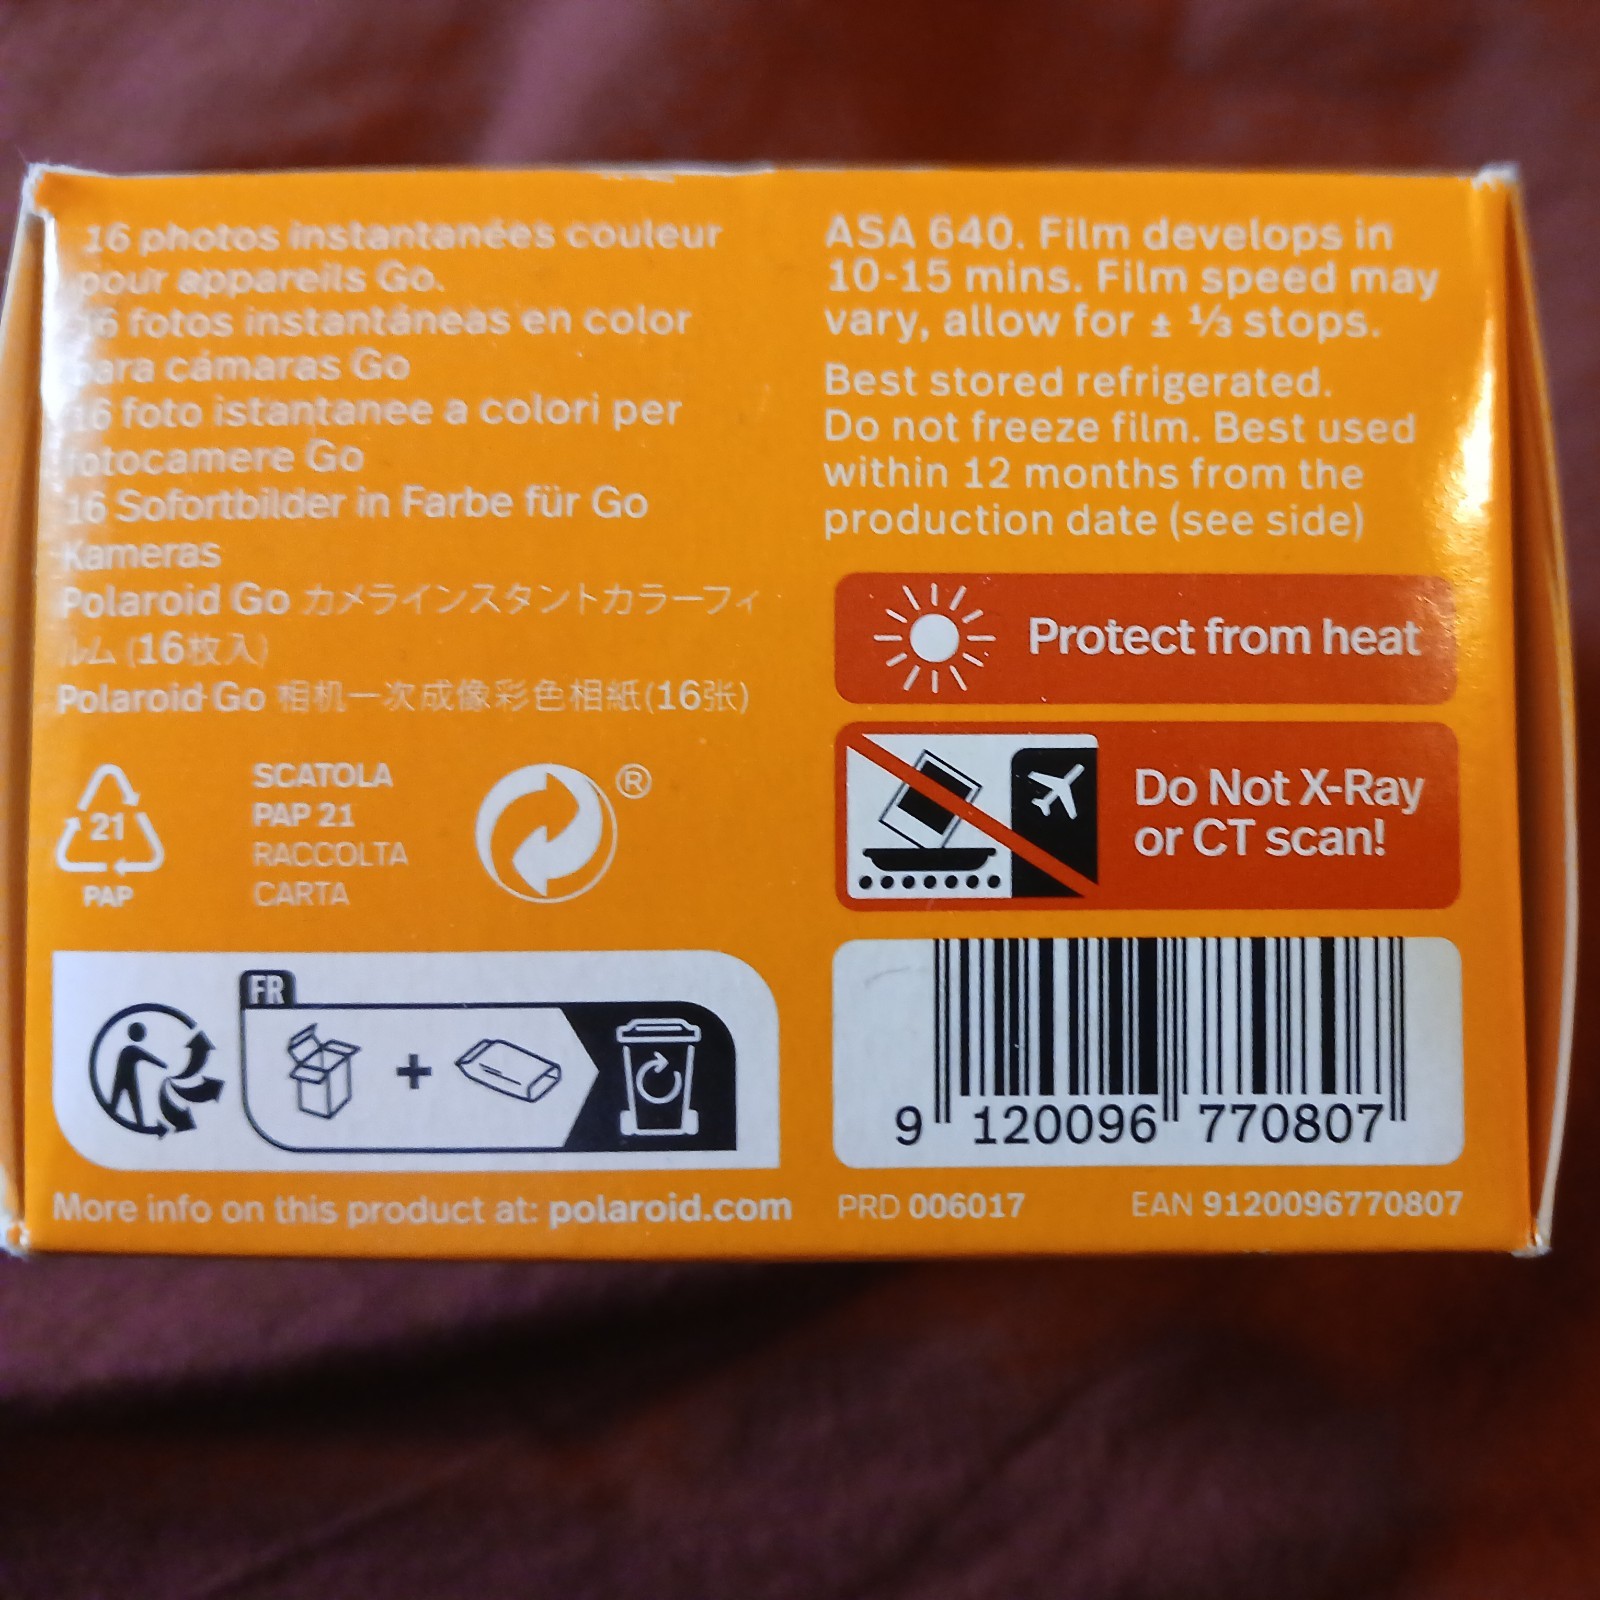 16 photos instantanées couleur
pour appareils Go.
16 fotos instantáneas en color
para cámaras Go
16 foto istantanee a colori per
fotocamere Go
16 Sofortbilder in Farbe für Go
Kameras
Polaroid Go カメラインスタントカラーフィ
ルム (16枚入)
Polaroid Go 相机一次成像彩色相紙(16张)
21
PAP
SCATOLA
PAP 21
RACCOLTA
CARTA
®
FR
+
More info on this product at: polaroid.com
ASA 640. Film develops in
10-15 mins. Film speed may
vary, allow for ± ⅓ stops.
Best stored refrigerated.
Do not freeze film. Best used
within 12 months from the
production date (see side)
Protect from heat
Do Not X-Ray
or CT scan!
9 120096 770807
PRD 006017 EAN 9120096770807